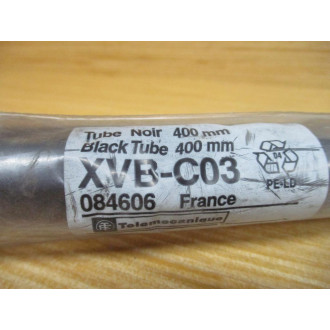 Tube Noir 400 mm
Black Tube 400 mm
XVB-C03
04
PE-LD
084606 France
Telemecanique